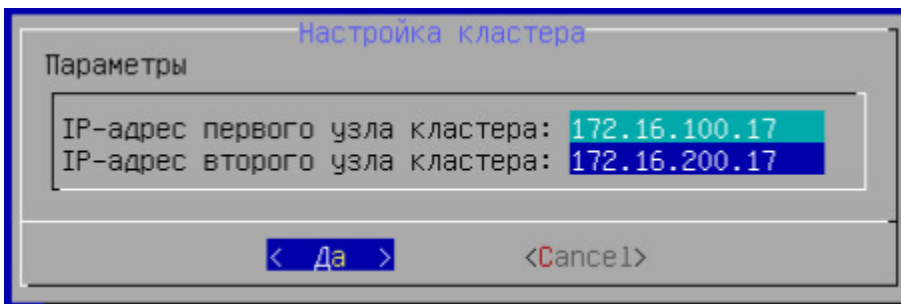 Настройка кластера
Параметры
IP-адрес первого узла кластера: 172.16.100.17
IP-адрес второго узла кластера: 172.16.200.17
< Да > <Cancel>